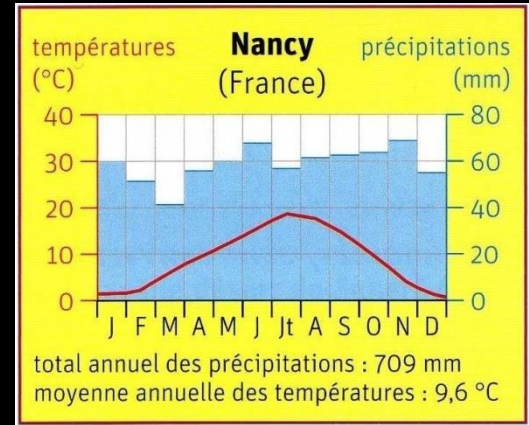 températures Nancy précipitations
(°C) (France) (mm)
40 80
30 60
20 40
10 20
0 0
J F M A M J Jt A S O N D
total annuel des précipitations : 709 mm
moyenne annuelle des températures : 9,6 °C